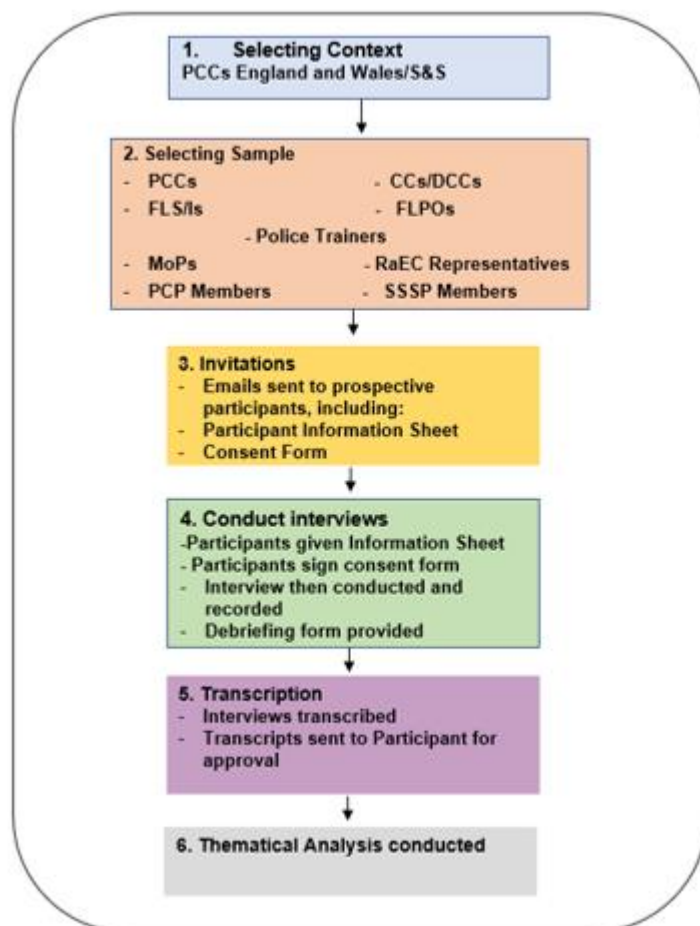 1. Selecting Context
PCCs England and Wales/S&S
2. Selecting Sample
- PCCs - CCs/DCCs
- FLS/Is - FLPOs
- Police Trainers
- MoPs - RaEC Representatives
- PCP Members - SSSP Members
3. Invitations
- Emails sent to prospective
participants, including:
- Participant Information Sheet
- Consent Form
4. Conduct interviews
-Participants given Information Sheet
- Participants sign consent form
- Interview then conducted and
recorded
- Debriefing form provided
5. Transcription
- Interviews transcribed
- Transcripts sent to Participant for
approval
6. Thematical Analysis conducted